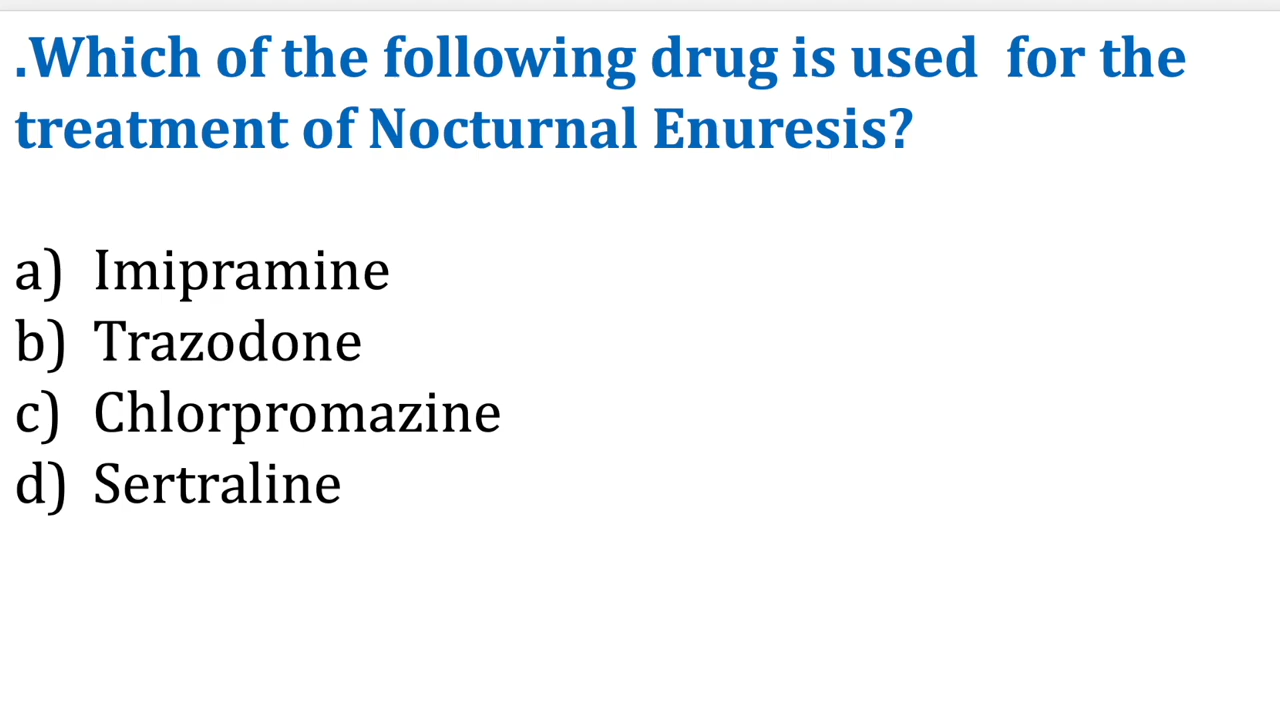 .Which of the following drug is used  for the
treatment of Nocturnal Enuresis?
a) Imipramine
b) Trazodone
c) Chlorpromazine
d) Sertraline